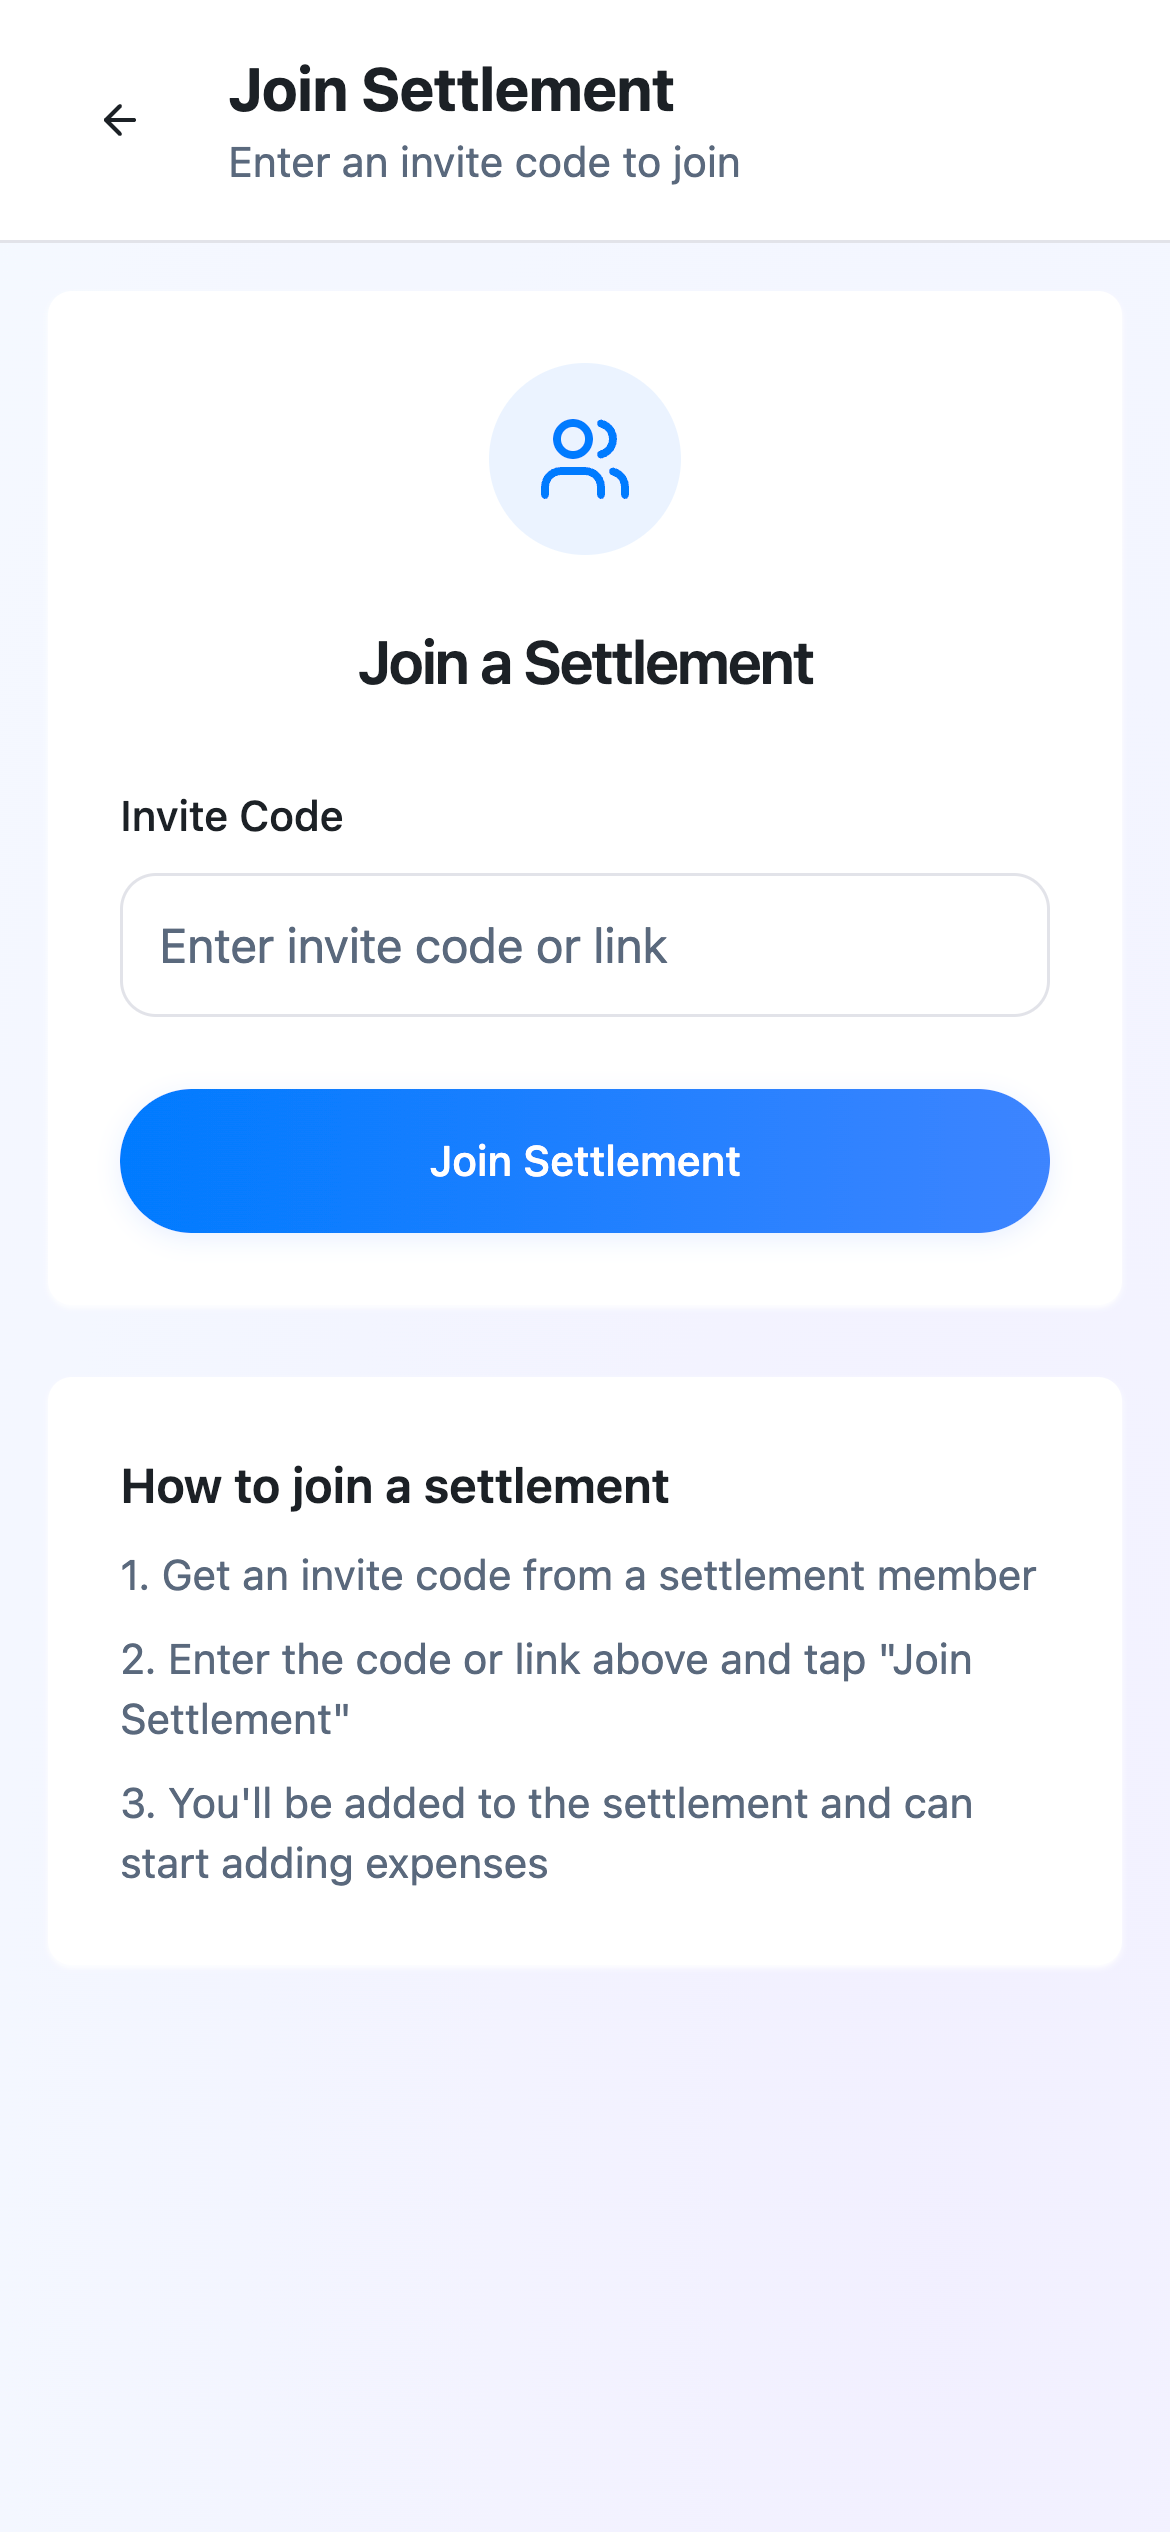 Join Settlement
Enter an invite code to join
Join a Settlement
Invite Code
Enter invite code or link
Join Settlement
How to join a settlement
1. Get an invite code from a settlement member
2. Enter the code or link above and tap "Join
Settlement"
3. You'll be added to the settlement and can
start adding expenses